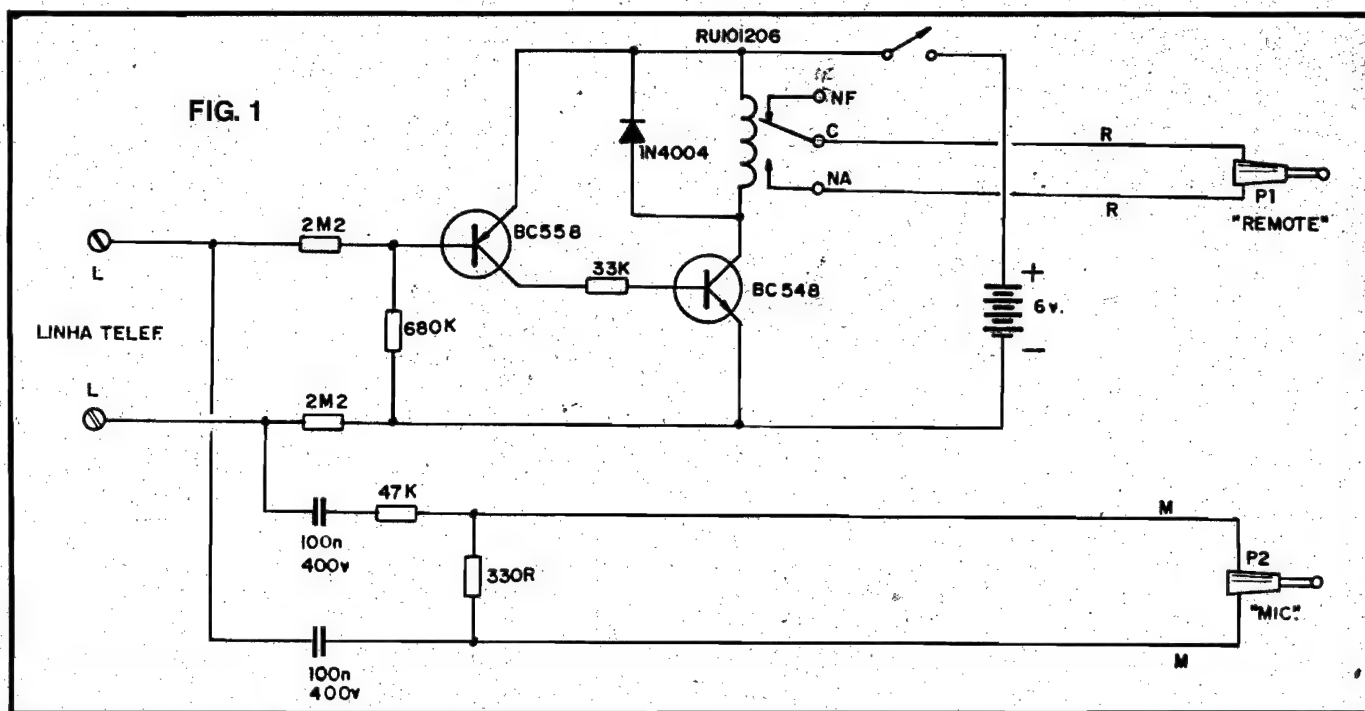 RU101206
FIG. 1
NF
C
R
1N4004
NA
R
P1
"REMOTE"
2M2
BC558
33K
BC548
+
6v.
−
L
680K
LINHA TELEF.
L
2M2
47K
M
100n
400v
330R
P2
"MIC."
M
100n
400v